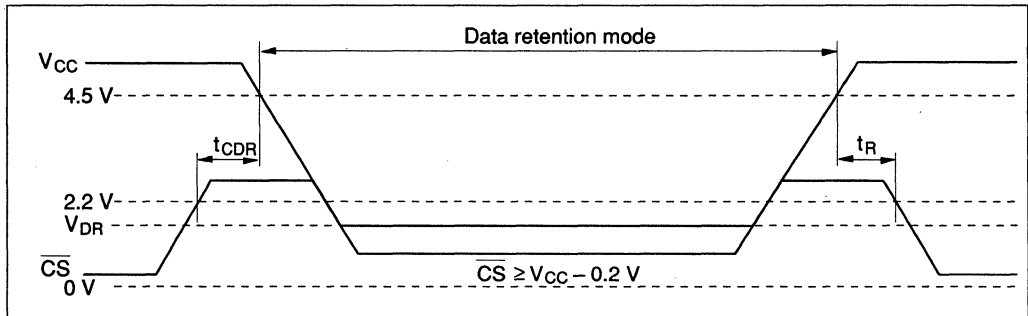 Data retention mode
VCC
4.5 V
tCDR
tR
2.2 V
VDR
CS
CS ≥ VCC – 0.2 V
0 V